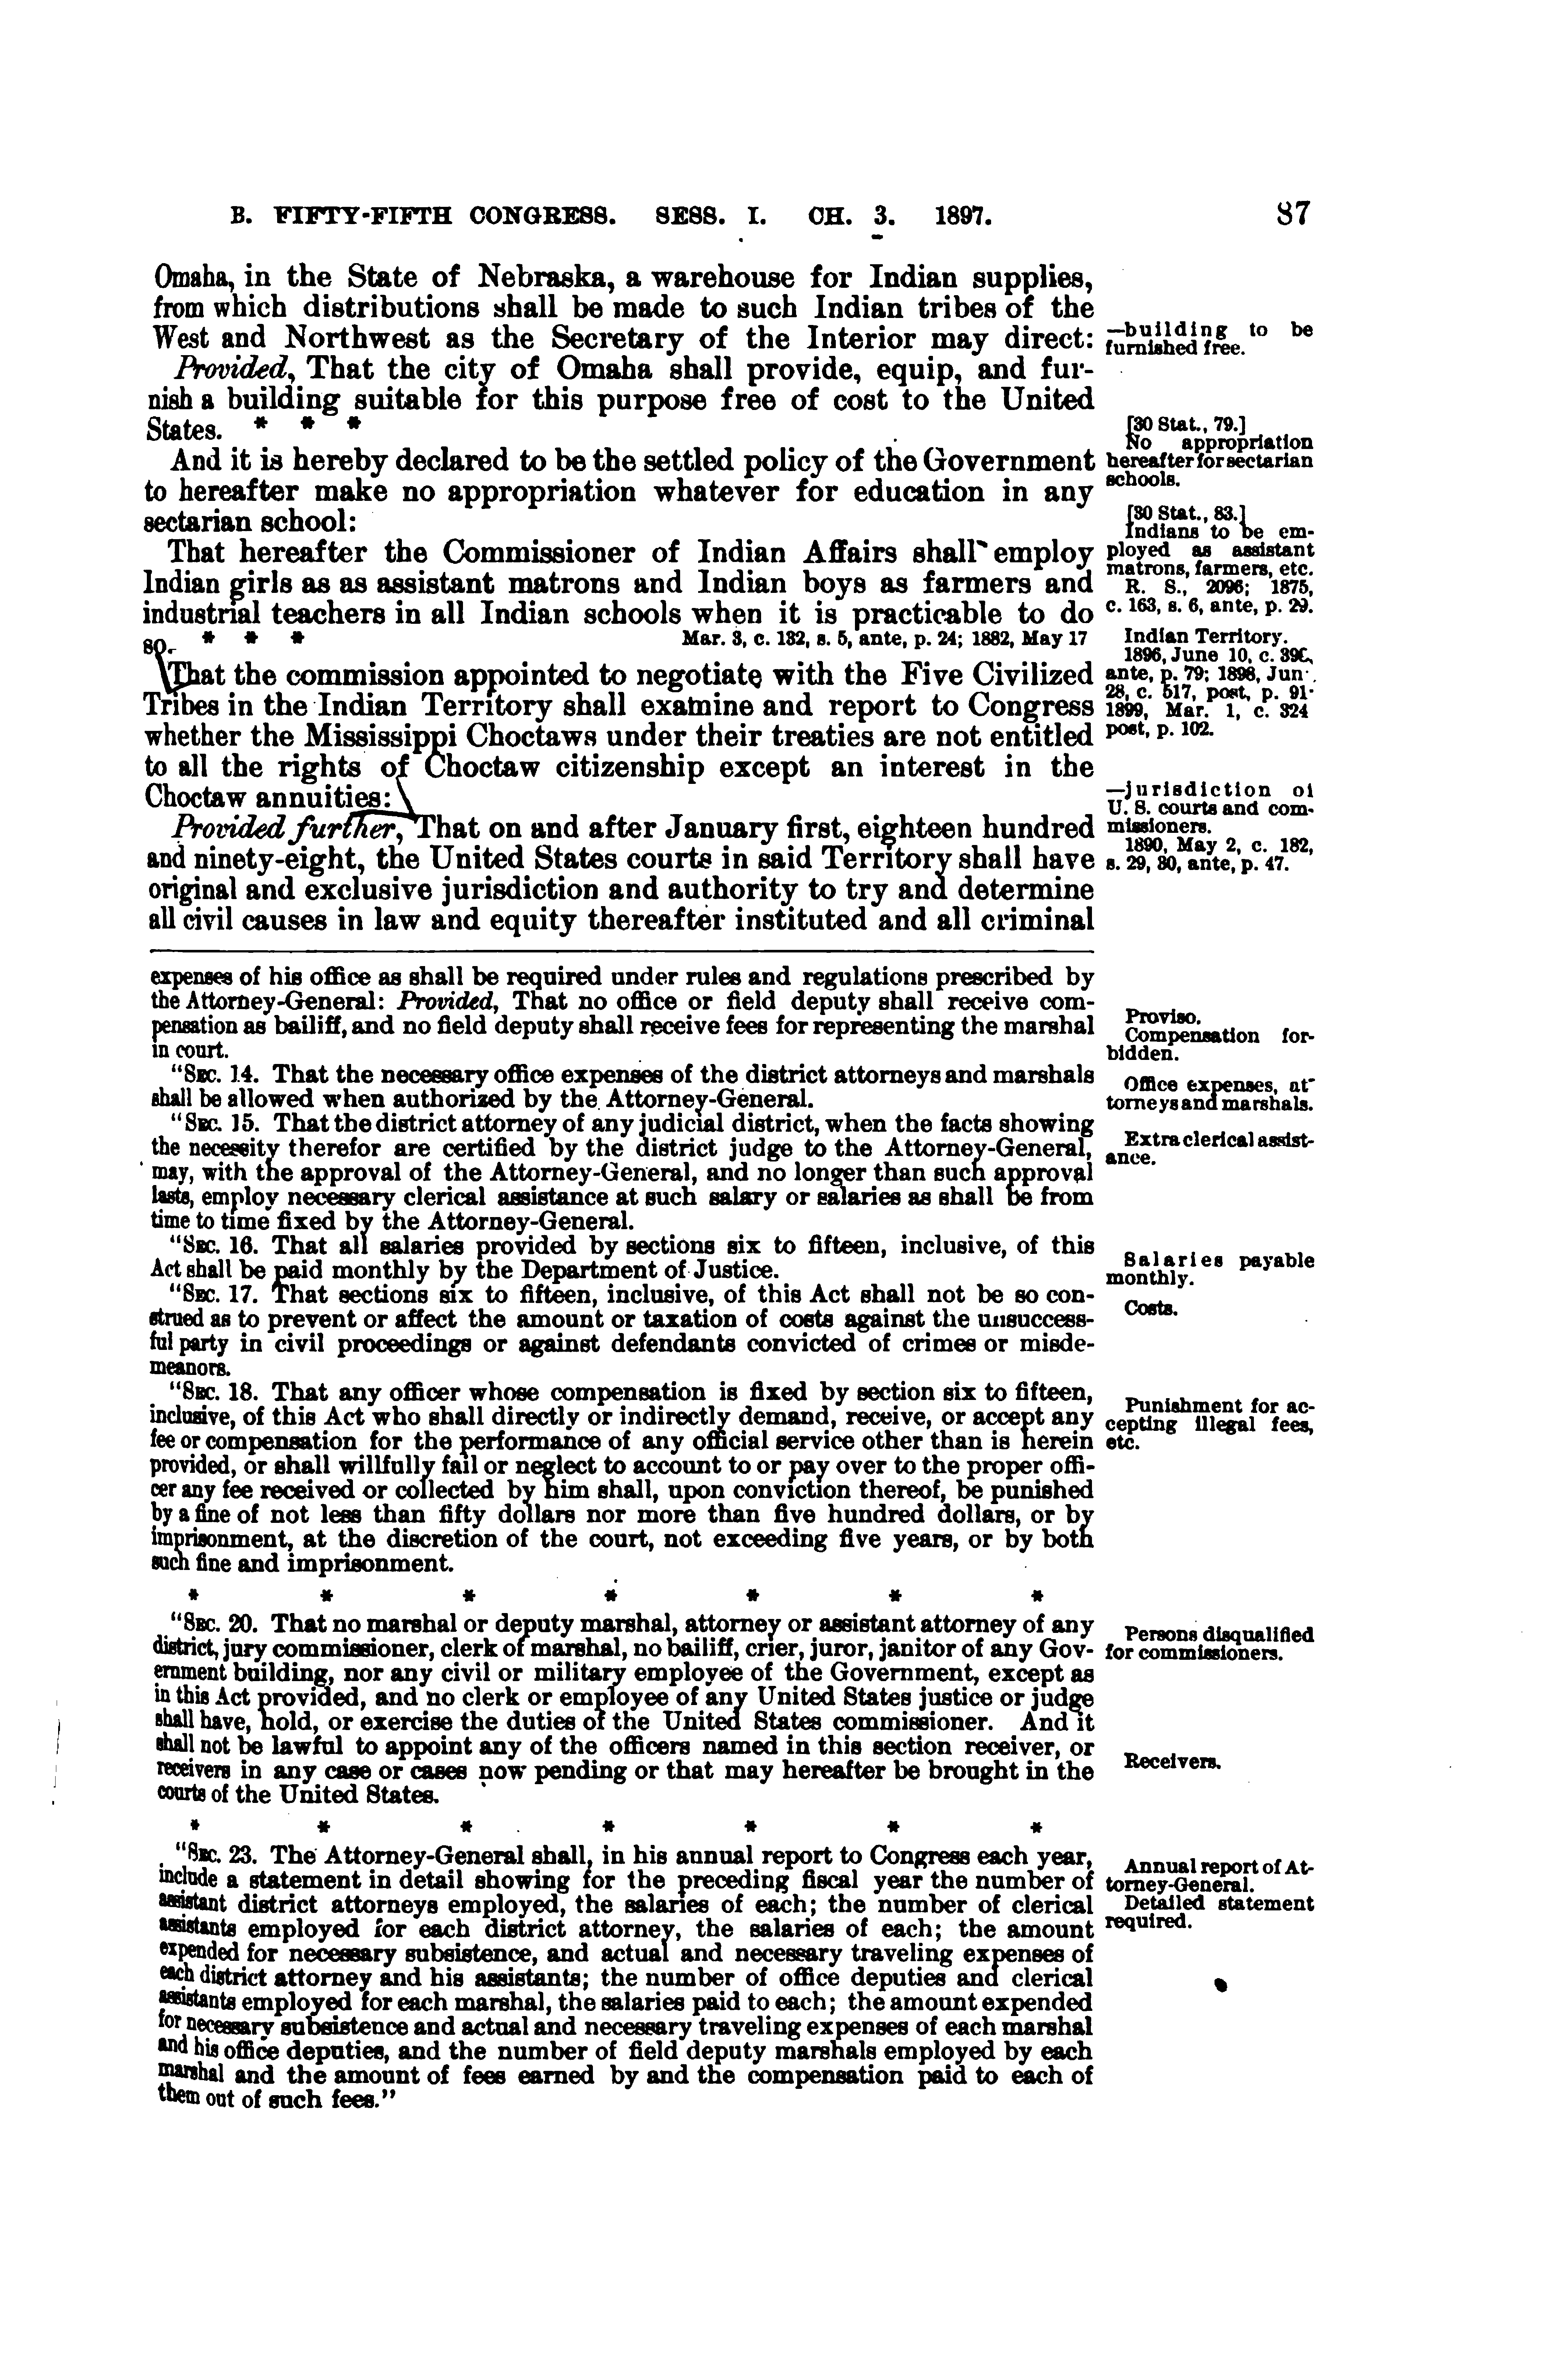 B. FIFTY-FIFTH CONGRESS. SESS. I. CH. 3. 1897. 87
Omaha, in the State of Nebraska, a warehouse for Indian supplies,
from which distributions shall be made to such Indian tribes of the
West and Northwest as the Secretary of the Interior may direct:
Provided, That the city of Omaha shall provide, equip, and fur-
nish a building suitable for this purpose free of cost to the United
States. * * *
And it is hereby declared to be the settled policy of the Government
to hereafter make no appropriation whatever for education in any
sectarian school:
That hereafter the Commissioner of Indian Affairs shall employ
Indian girls as as assistant matrons and Indian boys as farmers and
industrial teachers in all Indian schools when it is practicable to do
so. * * * Mar. 3, c. 132, s. 5, ante, p. 24; 1882, May 17
That the commission appointed to negotiate with the Five Civilized
Tribes in the Indian Territory shall examine and report to Congress
whether the Mississippi Choctaws under their treaties are not entitled
to all the rights of Choctaw citizenship except an interest in the
Choctaw annuities:
Provided further, That on and after January first, eighteen hundred
and ninety-eight, the United States courts in said Territory shall have
original and exclusive jurisdiction and authority to try and determine
all civil causes in law and equity thereafter instituted and all criminal
—building to be
furnished free.
[30 Stat., 79.]
No appropriation
hereafter for sectarian
schools.
[30 Stat., 83.]
Indians to be em-
ployed as assistant
matrons, farmers, etc.
R. S., 2096; 1875,
c. 163, s. 6, ante, p. 29.
Indian Territory.
1896, June 10, c. 398,
ante, p. 79; 1898, Jun
28, c. 517, post, p. 91
1899, Mar. 1, c. 324
post, p. 102.
—jurisdiction of
U. S. courts and com-
missioners.
1890, May 2, c. 182,
s. 29, 30, ante, p. 47.
expenses of his office as shall be required under rules and regulations prescribed by
the Attorney-General: Provided, That no office or field deputy shall receive com-
pensation as bailiff, and no field deputy shall receive fees for representing the marshal
in court.
"SEC. 14. That the necessary office expenses of the district attorneys and marshals
shall be allowed when authorized by the Attorney-General.
"SEC. 15. That the district attorney of any judicial district, when the facts showing
the necessity therefor are certified by the district judge to the Attorney-General,
may, with the approval of the Attorney-General, and no longer than such approval
lasts, employ necessary clerical assistance at such salary or salaries as shall be from
time to time fixed by the Attorney-General.
"SEC. 16. That all salaries provided by sections six to fifteen, inclusive, of this
Act shall be paid monthly by the Department of Justice.
"SEC. 17. That sections six to fifteen, inclusive, of this Act shall not be so con-
strued as to prevent or affect the amount or taxation of costs against the unsuccess-
ful party in civil proceedings or against defendants convicted of crimes or misde-
meanors.
"SEC. 18. That any officer whose compensation is fixed by section six to fifteen,
inclusive, of this Act who shall directly or indirectly demand, receive, or accept any
fee or compensation for the performance of any official service other than is herein
provided, or shall willfully fail or neglect to account to or pay over to the proper offi-
cer any fee received or collected by him shall, upon conviction thereof, be punished
by a fine of not less than fifty dollars nor more than five hundred dollars, or by
imprisonment, at the discretion of the court, not exceeding five years, or by both
such fine and imprisonment.
* * * * * * *
"SEC. 20. That no marshal or deputy marshal, attorney or assistant attorney of any
district, jury commissioner, clerk of marshal, no bailiff, crier, juror, janitor of any Gov-
ernment building, nor any civil or military employee of the Government, except as
in this Act provided, and no clerk or employee of any United States justice or judge
shall have, hold, or exercise the duties of the United States commissioner. And it
shall not be lawful to appoint any of the officers named in this section receiver, or
receivers in any case or cases now pending or that may hereafter be brought in the
courts of the United States.
* * * * * * *
"SEC. 23. The Attorney-General shall, in his annual report to Congress each year,
include a statement in detail showing for the preceding fiscal year the number of
assistant district attorneys employed, the salaries of each; the number of clerical
assistants employed for each district attorney, the salaries of each; the amount
expended for necessary subsistence, and actual and necessary traveling expenses of
each district attorney and his assistants; the number of office deputies and clerical
assistants employed for each marshal, the salaries paid to each; the amount expended
for necessary subsistence and actual and necessary traveling expenses of each marshal
and his office deputies, and the number of field deputy marshals employed by each
marshal and the amount of fees earned by and the compensation paid to each of
them out of such fees."
Proviso.
Compensation for-
bidden.
Office expenses, at-
torneys and marshals.
Extra clerical assist-
ance.
Salaries payable
monthly.
Costs.
Punishment for ac-
cepting illegal fees,
etc.
Persons disqualified
for commissioners.
Receivers.
Annual report of At-
torney-General.
Detailed statement
required.